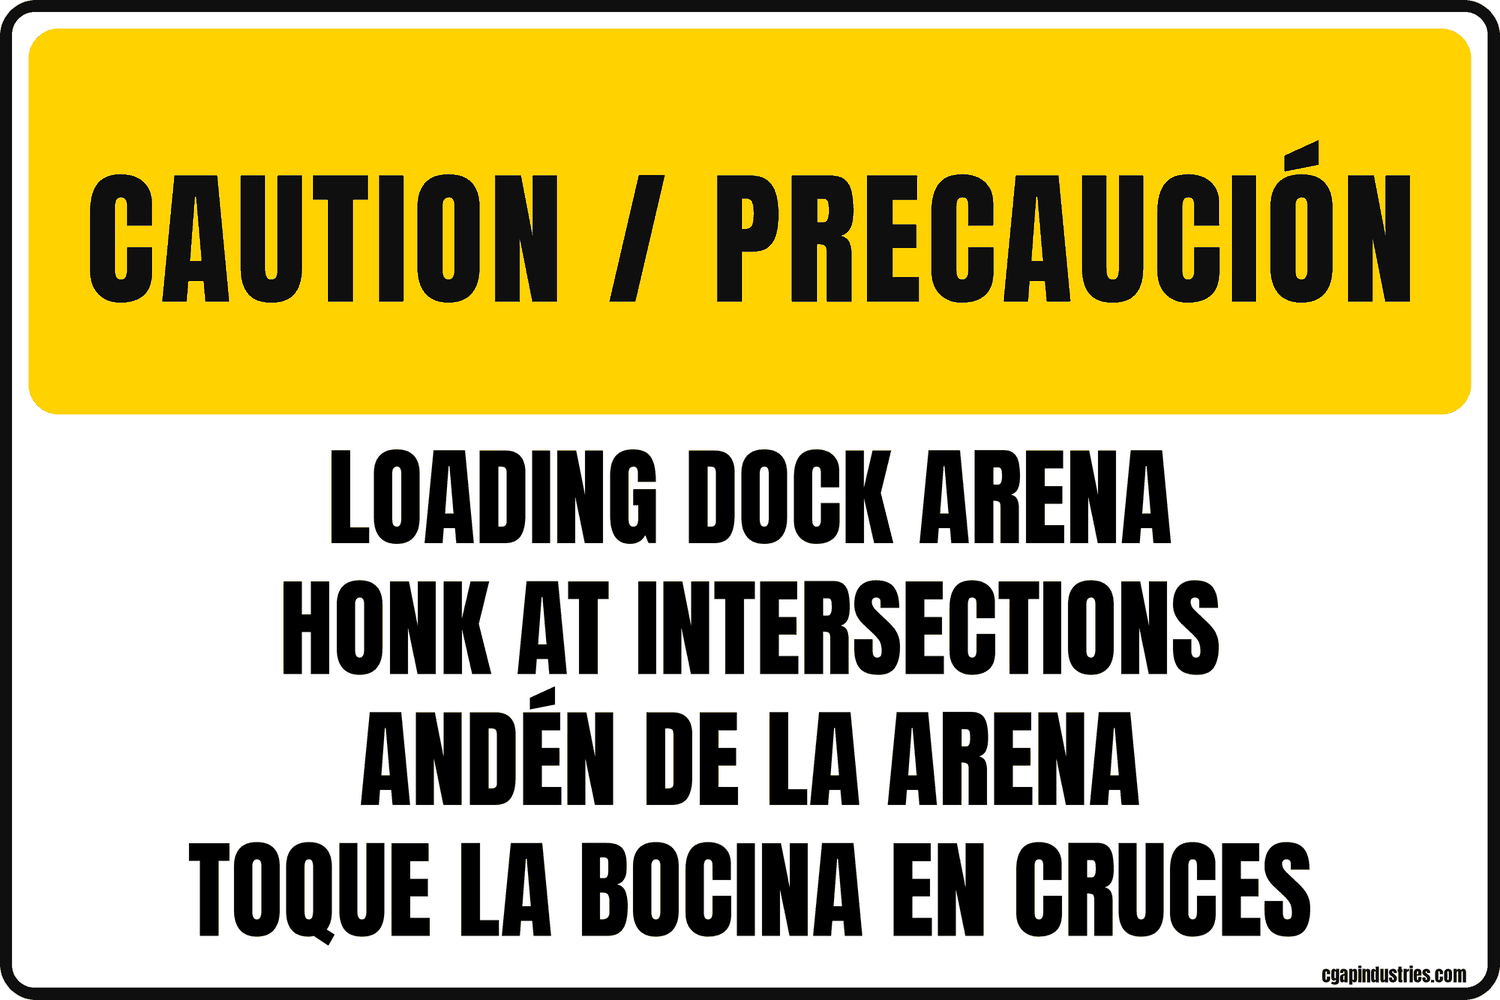 CAUTION / PRECAUCIÓN
LOADING DOCK ARENA
HONK AT INTERSECTIONS
ANDÉN DE LA ARENA
TOQUE LA BOCINA EN CRUCES
cgapindustries.com